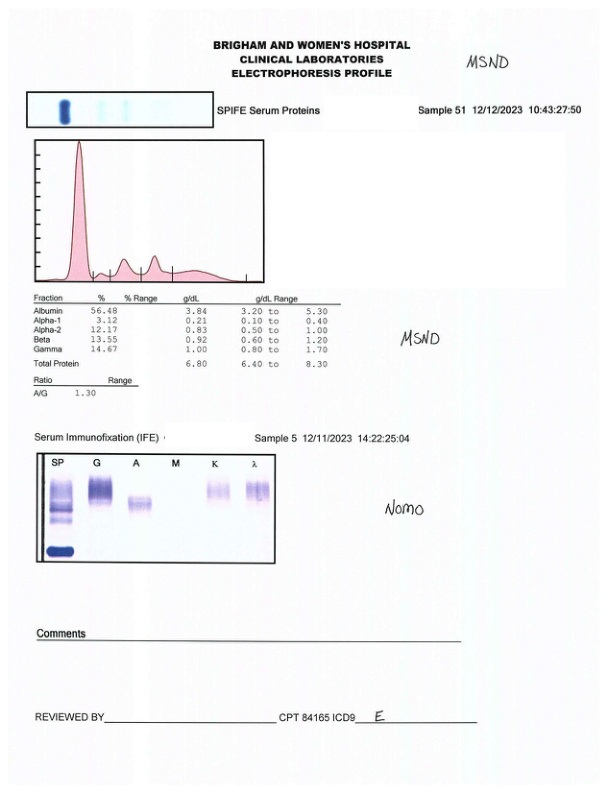 BRIGHAM AND WOMEN'S HOSPITAL
CLINICAL LABORATORIES
ELECTROPHORESIS PROFILE
MSND
SPIFE Serum Proteins Sample 51 12/12/2023 10:43:27:50
Fraction % % Range g/dL g/dL Range
Albumin 56.48 3.84 3.20 to 5.30
Alpha-1 3.12 0.21 0.10 to 0.40
Alpha-2 12.17 0.83 0.50 to 1.00
Beta 13.55 0.92 0.60 to 1.20
Gamma 14.67 1.00 0.80 to 1.70
Total Protein 6.80 6.40 to 8.30
MSND
Ratio Range
A/G 1.30
Serum Immunofixation (IFE) Sample 5 12/11/2023 14:22:25:04
SP G A M K λ
NOMO
Comments
REVIEWED BY CPT 84165 ICD9 E